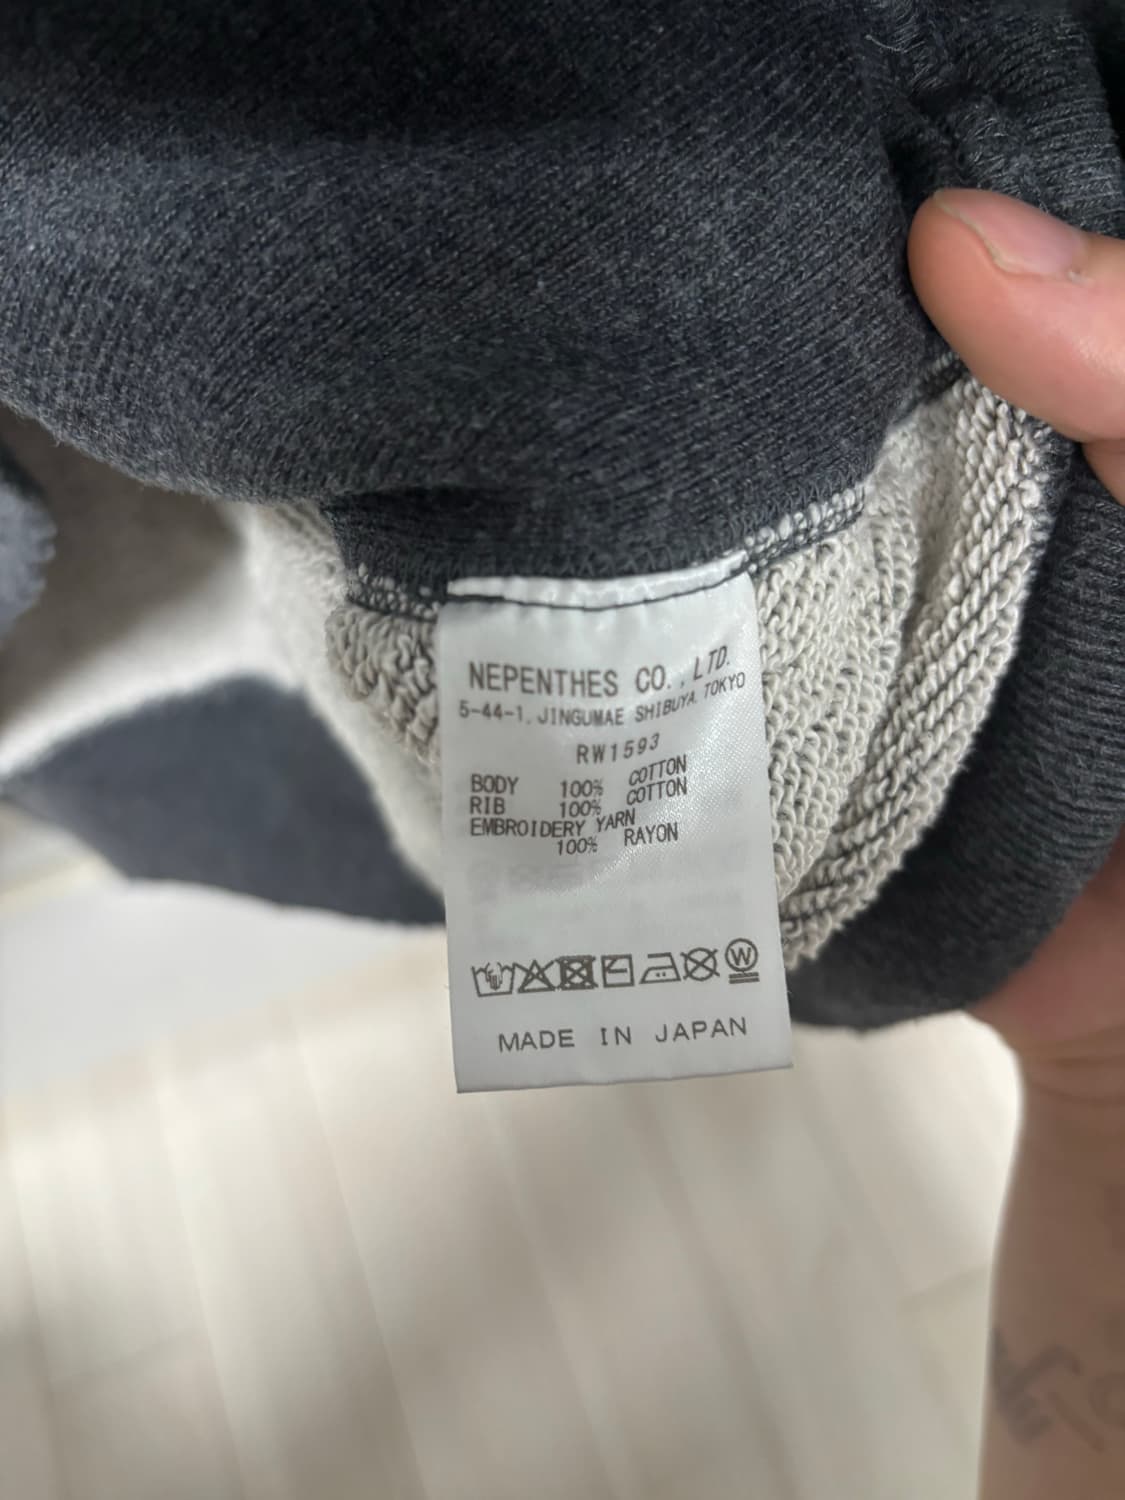 NEPENTHES CO., LTD.
5-44-1, JINGUMAE SHIBUYA TOKYO
RW1593
BODY 100% COTTON
RIB 100% COTTON
EMBROIDERY YARN
100% RAYON
W
MADE IN JAPAN